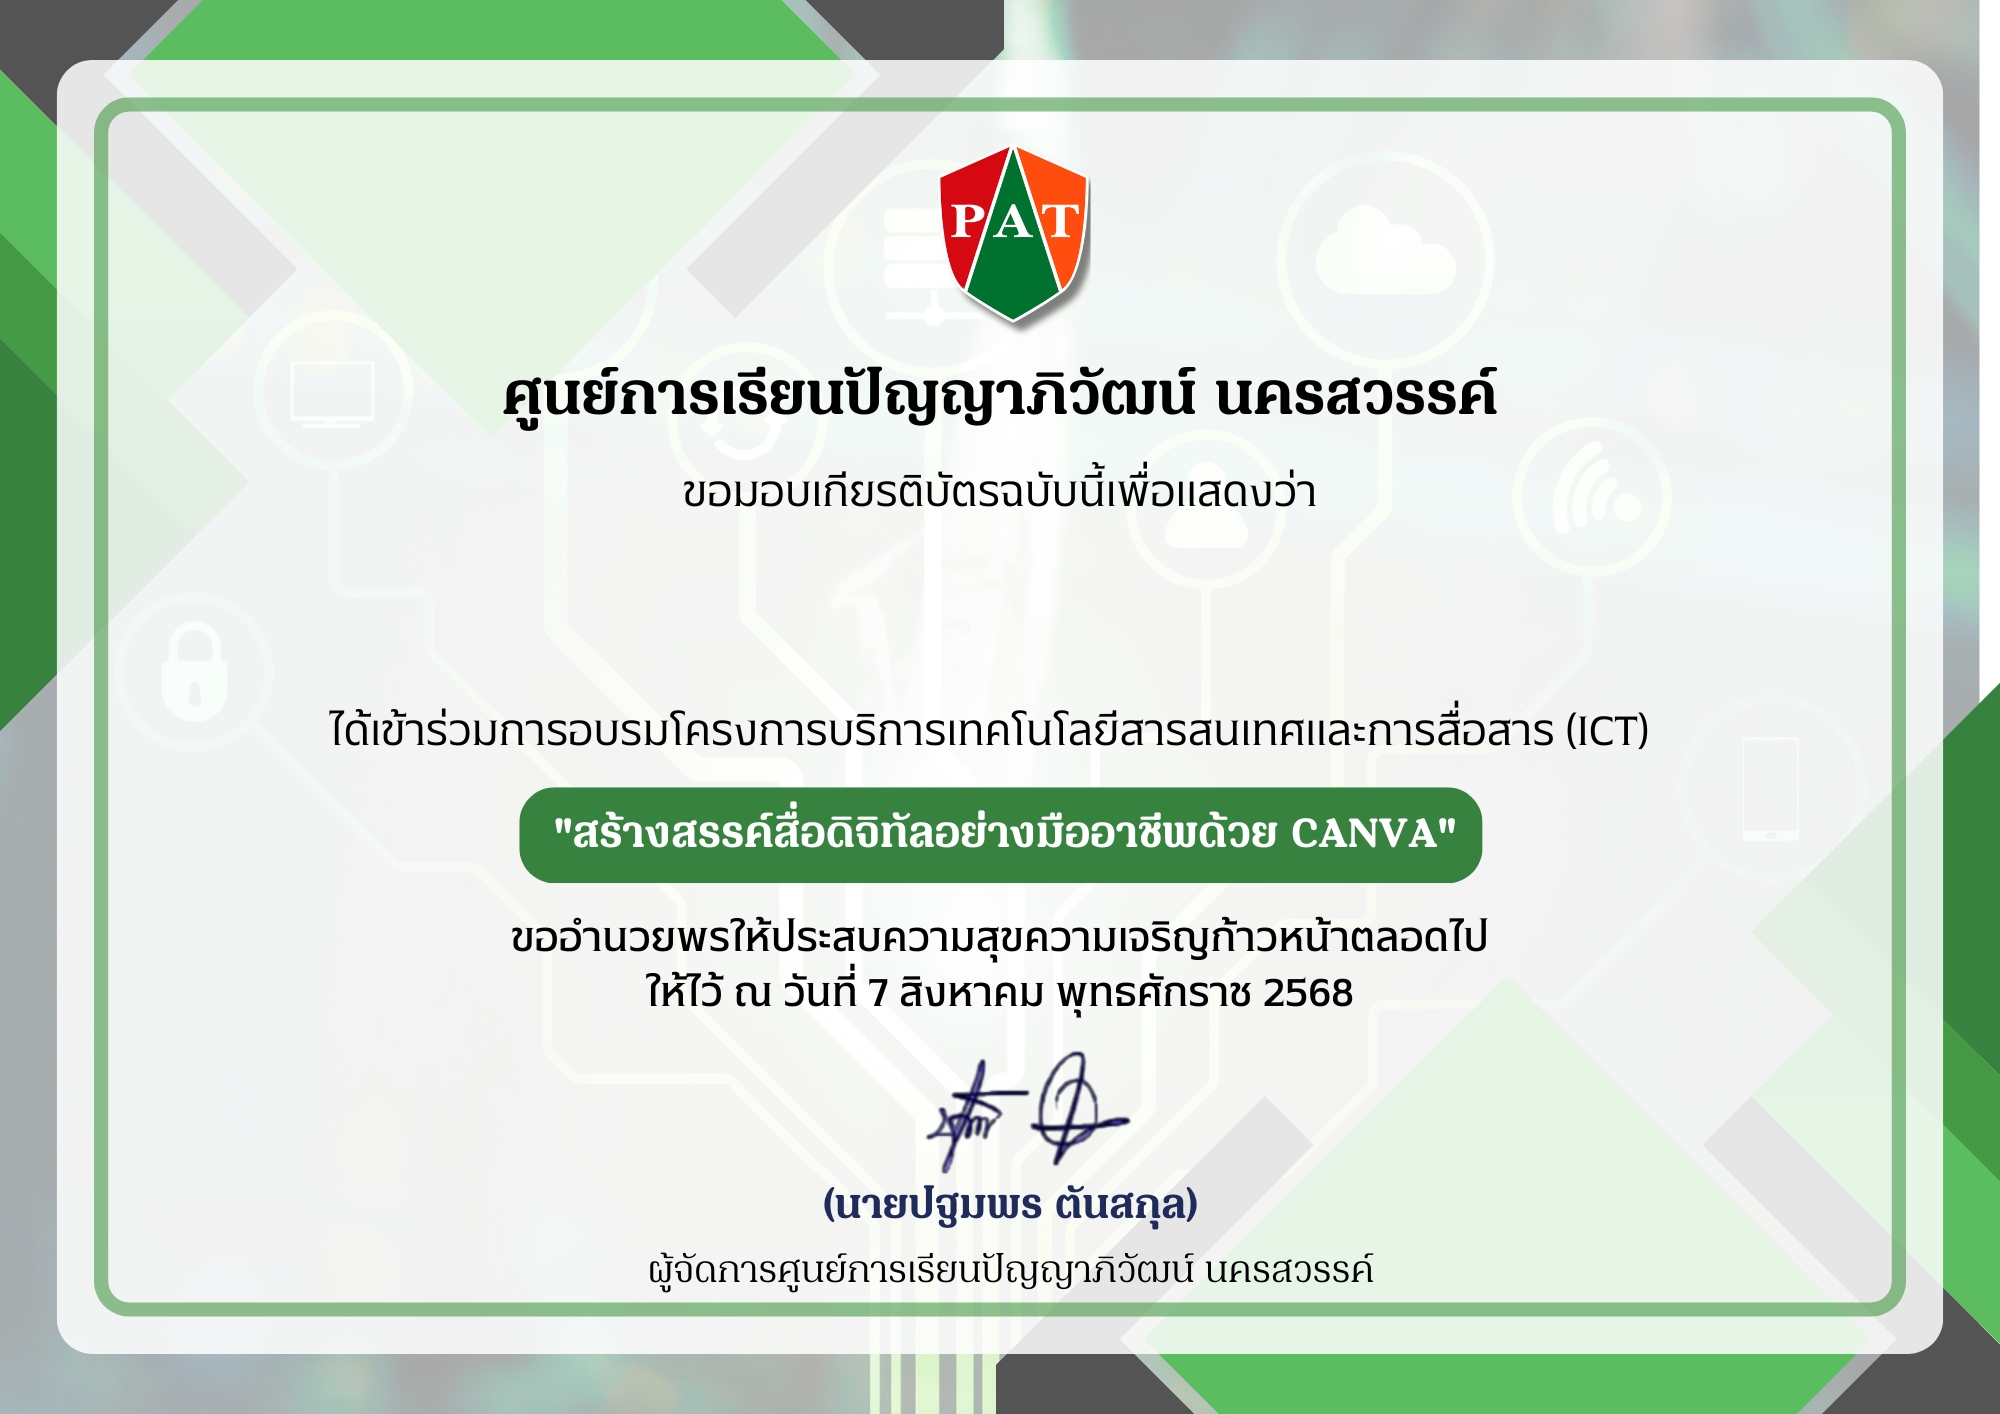 PAT
ศูนย์การเรียนปัญญาภิวัฒน์ นครสวรรค์
ขอมอบเกียรติบัตรฉบับนี้เพื่อแสดงว่า
ได้เข้าร่วมการอบรมโครงการบริการเทคโนโลยีสารสนเทศและการสื่อสาร (ICT)
"สร้างสรรค์สื่อดิจิทัลอย่างมืออาชีพด้วย CANVA"
ขออำนวยพรให้ประสบความสุขความเจริญก้าวหน้าตลอดไป
ให้ไว้ ณ วันที่ 7 สิงหาคม พุทธศักราช 2568
(นายปฐมพร ตันสกุล)
ผู้จัดการศูนย์การเรียนปัญญาภิวัฒน์ นครสวรรค์